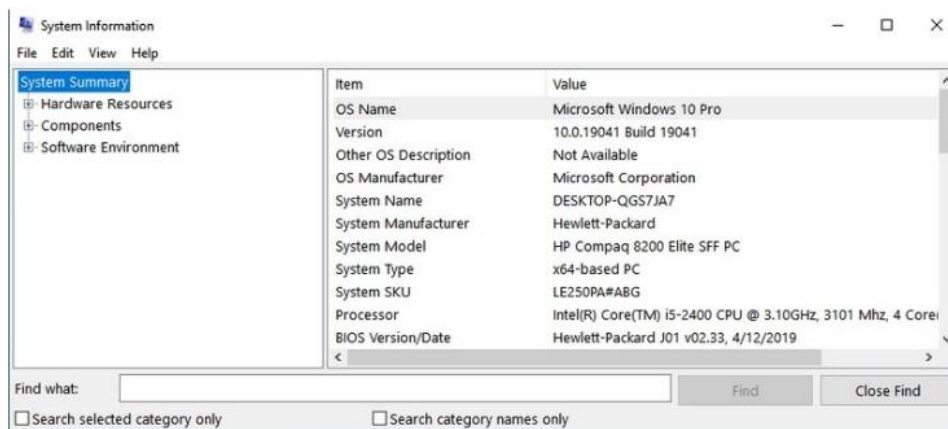 System Information
File Edit View Help
System Summary
Hardware Resources
Components
Software Environment
Item Value
OS Name Microsoft Windows 10 Pro
Version 10.0.19041 Build 19041
Other OS Description Not Available
OS Manufacturer Microsoft Corporation
System Name DESKTOP-QGS7JA7
System Manufacturer Hewlett-Packard
System Model HP Compaq 8200 Elite SFF PC
System Type x64-based PC
System SKU LE250PA#ABG
Processor Intel(R) Core(TM) i5-2400 CPU @ 3.10GHz, 3101 Mhz, 4 Core
BIOS Version/Date Hewlett-Packard J01 v02.33, 4/12/2019
Find what: Find Close Find
Search selected category only Search category names only